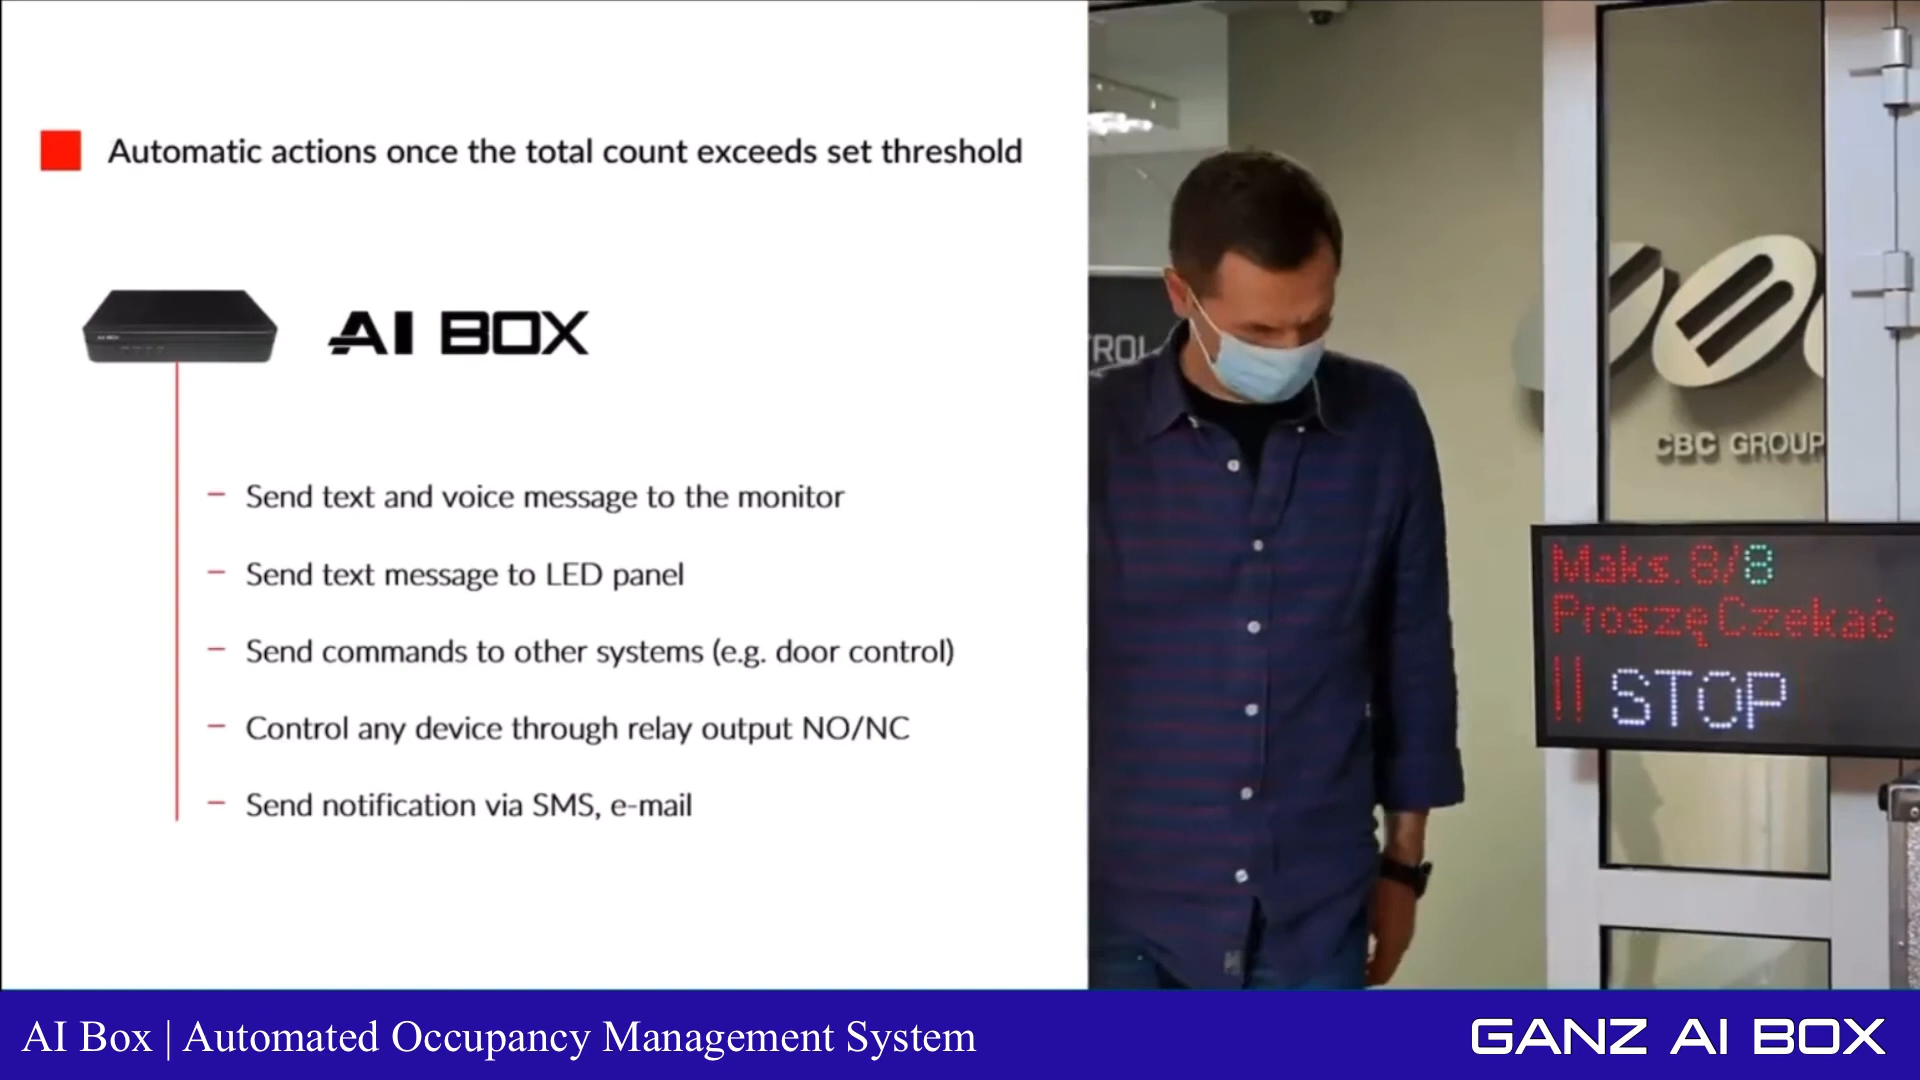 Automatic actions once the total count exceeds set threshold
AI BOX
– Send text and voice message to the monitor
– Send text message to LED panel
– Send commands to other systems (e.g. door control)
– Control any device through relay output NO/NC
– Send notification via SMS, e-mail
TROL
CBC GROUP
Maks. 8/8
Proszę Czekać
|| STOP
AI Box | Automated Occupancy Management System
GANZ AI BOX